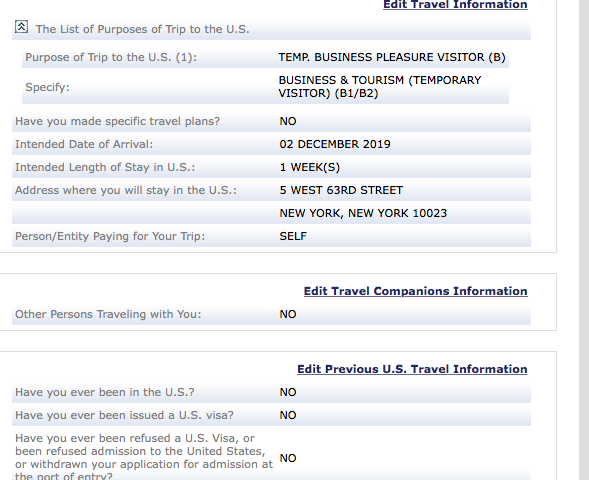 Edit Travel Information
The List of Purposes of Trip to the U.S.
Purpose of Trip to the U.S. (1): TEMP. BUSINESS PLEASURE VISITOR (B)
Specify: BUSINESS & TOURISM (TEMPORARY
VISITOR) (B1/B2)
Have you made specific travel plans? NO
Intended Date of Arrival: 02 DECEMBER 2019
Intended Length of Stay in U.S.: 1 WEEK(S)
Address where you will stay in the U.S.: 5 WEST 63RD STREET
NEW YORK, NEW YORK 10023
Person/Entity Paying for Your Trip: SELF
Edit Travel Companions Information
Other Persons Traveling with You: NO
Edit Previous U.S. Travel Information
Have you ever been in the U.S.? NO
Have you ever been issued a U.S. visa? NO
Have you ever been refused a U.S. Visa, or
been refused admission to the United States,
or withdrawn your application for admission at NO
the port of entry?